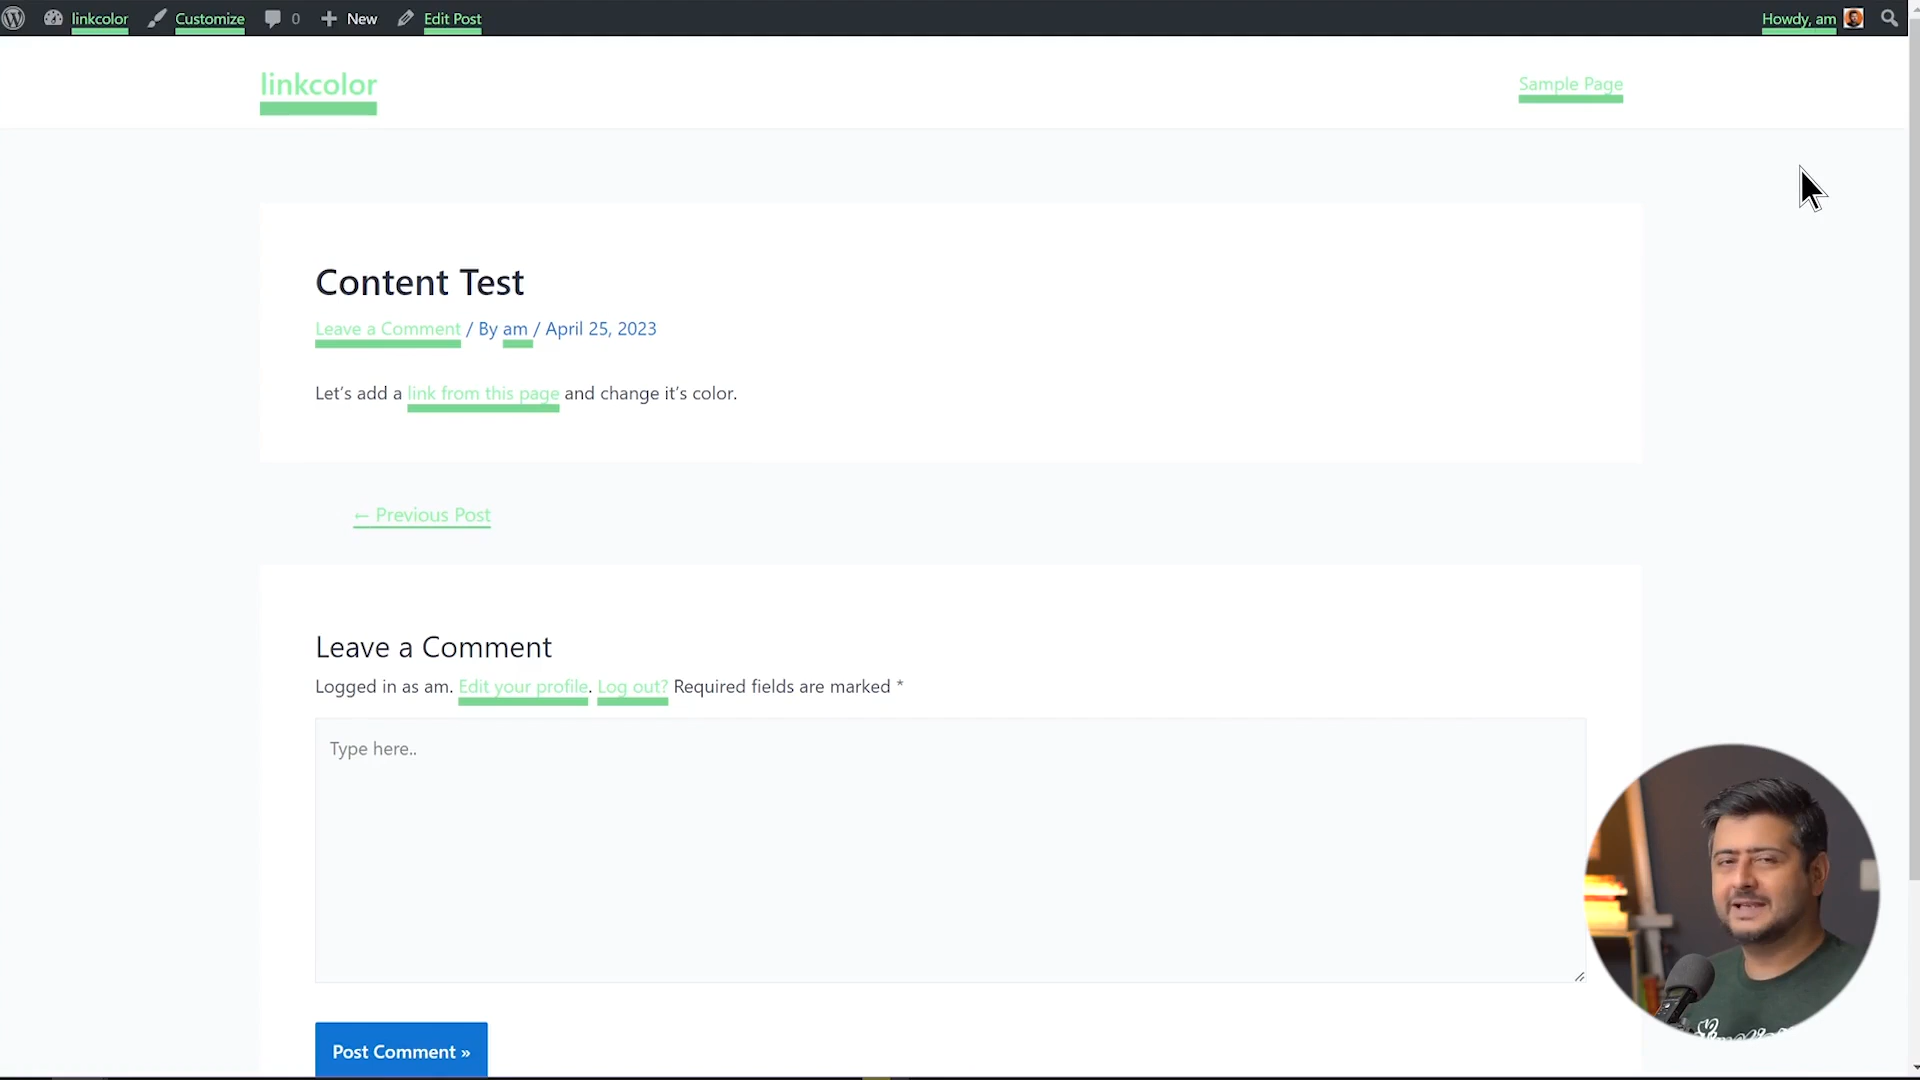 linkcolor Customize 0 New Edit Post Howdy, am
linkcolor Sample Page
Content Test
Leave a Comment / By am / April 25, 2023
Let’s add a link from this page and change it’s color.
← Previous Post
Leave a Comment
Logged in as am. Edit your profile. Log out? Required fields are marked *
Type here..
Post Comment »